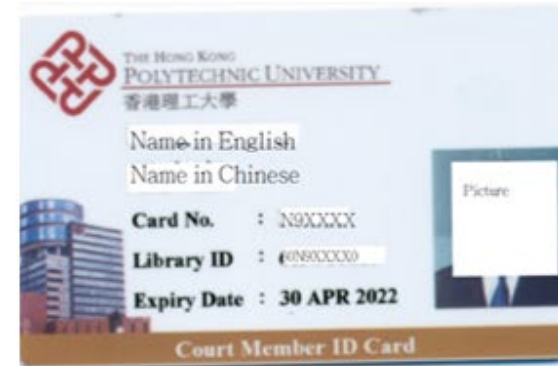 THE HONG KONG
POLYTECHNIC UNIVERSITY
香港理工大學
Name in English
Name in Chinese
Card No. : N9XXXX
Library ID : 60N9XXXX0
Expiry Date : 30 APR 2022
Picture
Court Member ID Card